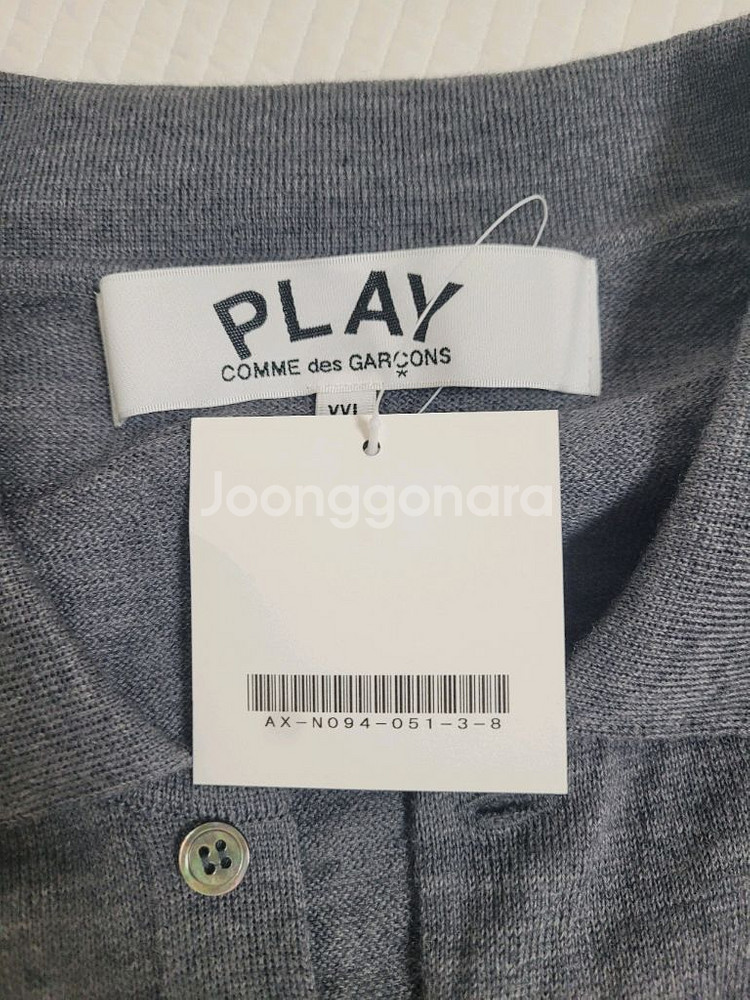 PLAY
COMME des GARÇONS
XXL
Joonggonara
AX-N094-051-3-8